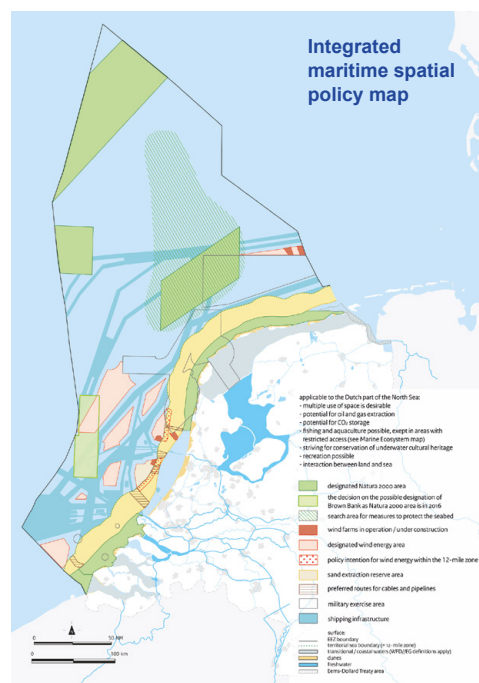 Integrated
maritime spatial
policy map
applicable to the Dutch part of the North Sea:
- multiple use of space is desirable
- potential for oil and gas extraction
- potential for CO₂ storage
- fishing and aquaculture possible, exept in areas with
restricted access (see Marine Ecosystem map)
- striving for conservation of underwater cultural heritage
- recreation possible
- interaction between land and sea
designated Natura 2000 area
the decision on the possible designation of
Brown Bank as Natura 2000 area is in 2016
search area for measures to protect the seabed
wind farms in operation / under construction
designated wind energy area
policy intention for wind energy within the 12-mile zone
sand extraction reserve area
preferred routes for cables and pipelines
military exercise area
shipping infrastructure
surface:
EEZ boundary
territorial sea boundary (= 12-mile zone)
transitional / coastal waters (WFD/EG definitions apply)
dunes
freshwater
Eems-Dollard Treaty area
0 50 NM
0 100 km